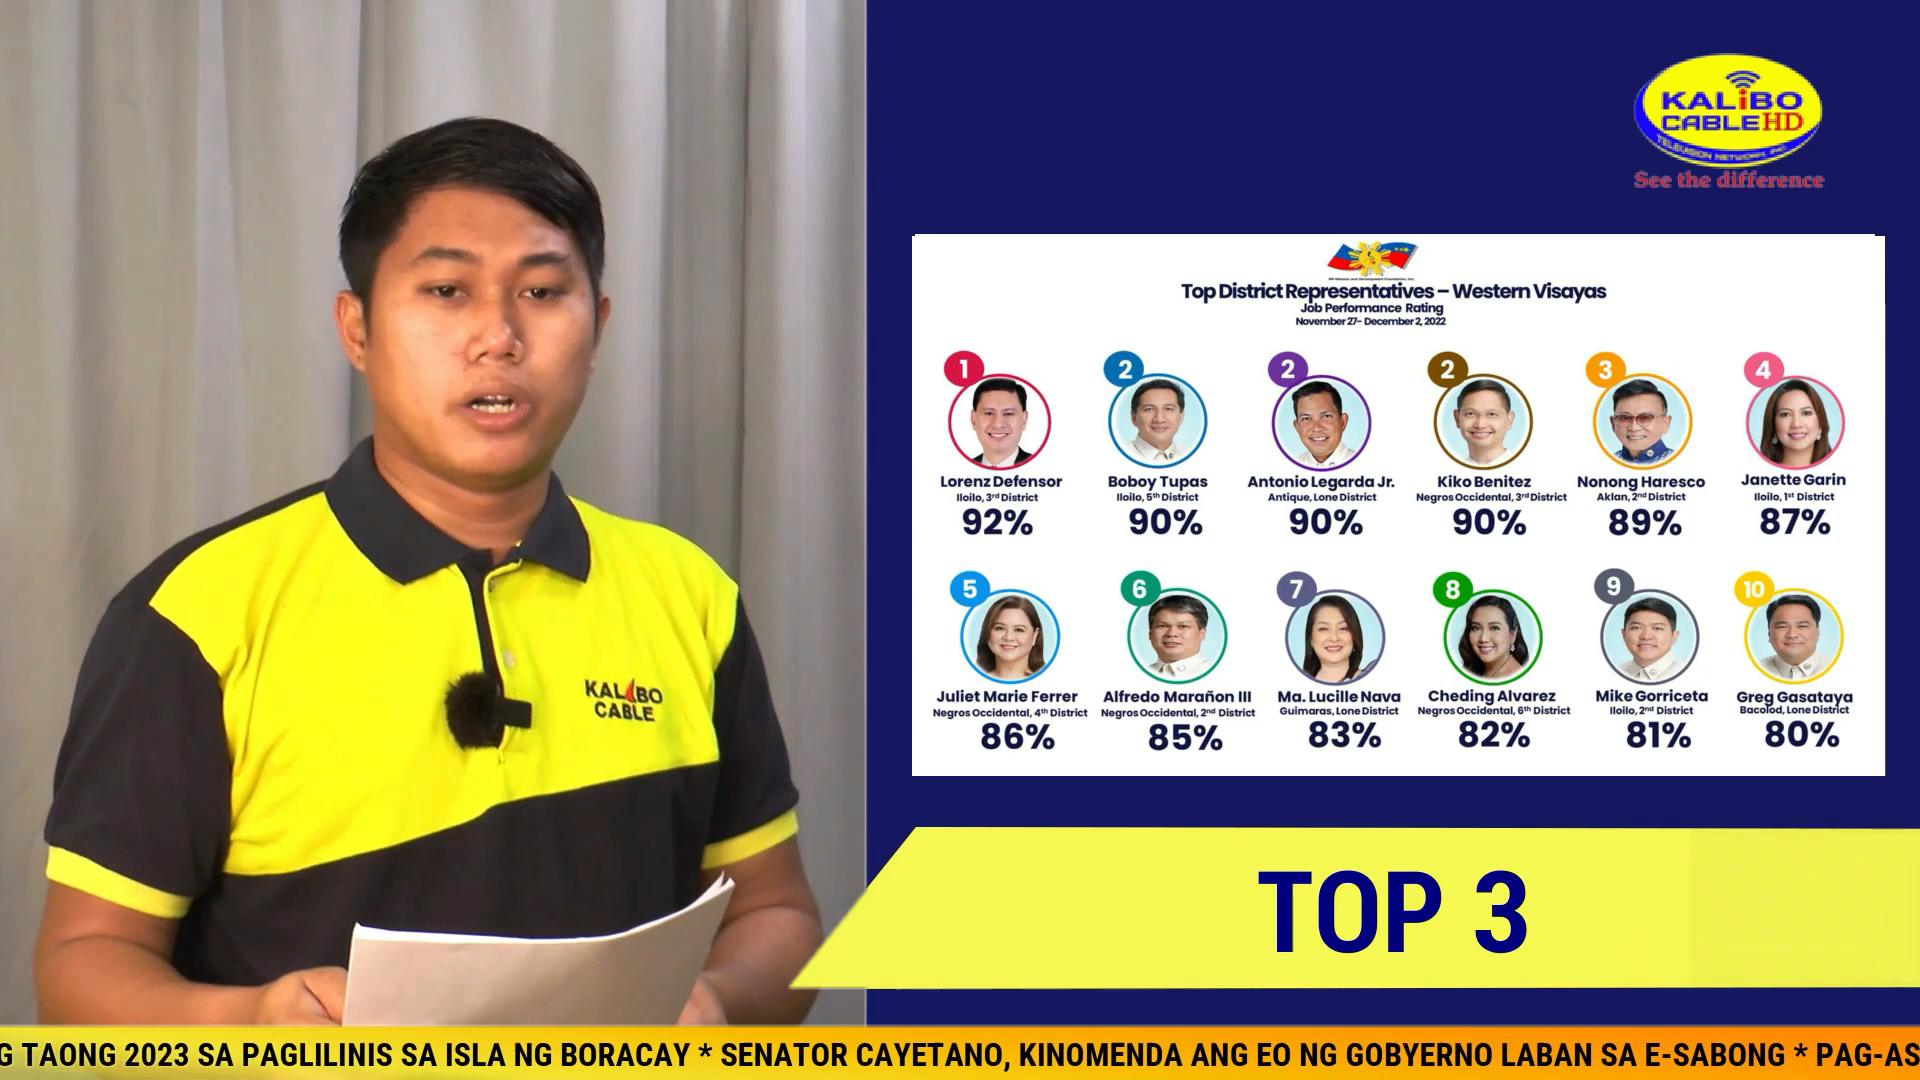 KALiBO
CABLE HD
TELEVISION NETWORK, INC.
See the difference
Top District Representatives – Western Visayas
Job Performance Rating
November 27- December 2, 2022
1
2
2
2
3
4
Lorenz Defensor
Iloilo, 3rd District
92%
Boboy Tupas
Iloilo, 5th District
90%
Antonio Legarda Jr.
Antique, Lone District
90%
Kiko Benitez
Negros Occidental, 3rd District
90%
Nonong Haresco
Aklan, 2nd District
89%
Janette Garin
Iloilo, 1st District
87%
5
6
7
8
9
10
Juliet Marie Ferrer
Negros Occidental, 4th District
86%
Alfredo Marañon III
Negros Occidental, 2nd District
85%
Ma. Lucille Nava
Guimaras, Lone District
83%
Cheding Alvarez
Negros Occidental, 6th District
82%
Mike Gorriceta
Iloilo, 2nd District
81%
Greg Gasataya
Bacolod, Lone District
80%
KALIBO
CABLE
TOP 3
G TAONG 2023 SA PAGLILINIS SA ISLA NG BORACAY * SENATOR CAYETANO, KINOMENDA ANG EO NG GOBYERNO LABAN SA E-SABONG * PAG-AS